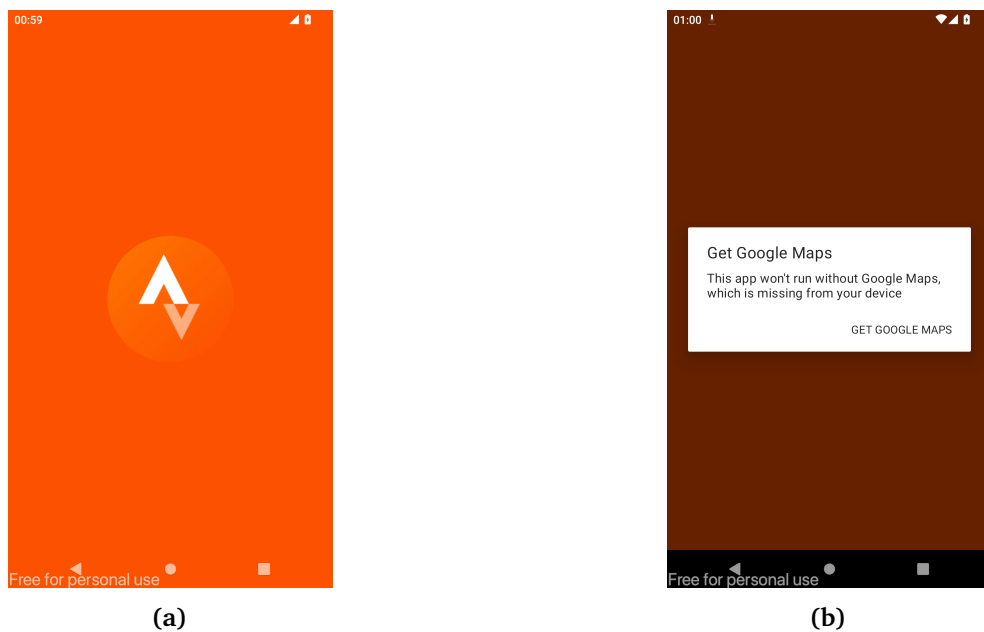 00:59
Free for personal use
(a)
01:00
Get Google Maps
This app won't run without Google Maps,
which is missing from your device
GET GOOGLE MAPS
Free for personal use
(b)